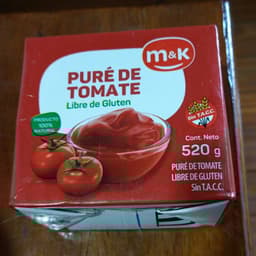 m&K
PURÉ DE
TOMATE
Libre de Gluten
PRODUCTO
100%
NATURAL
Sin T.A.C.C.
Cont. Neto
520 g
PURÉ DE TOMATE
LIBRE DE GLUTEN
Sin T.A.C.C.